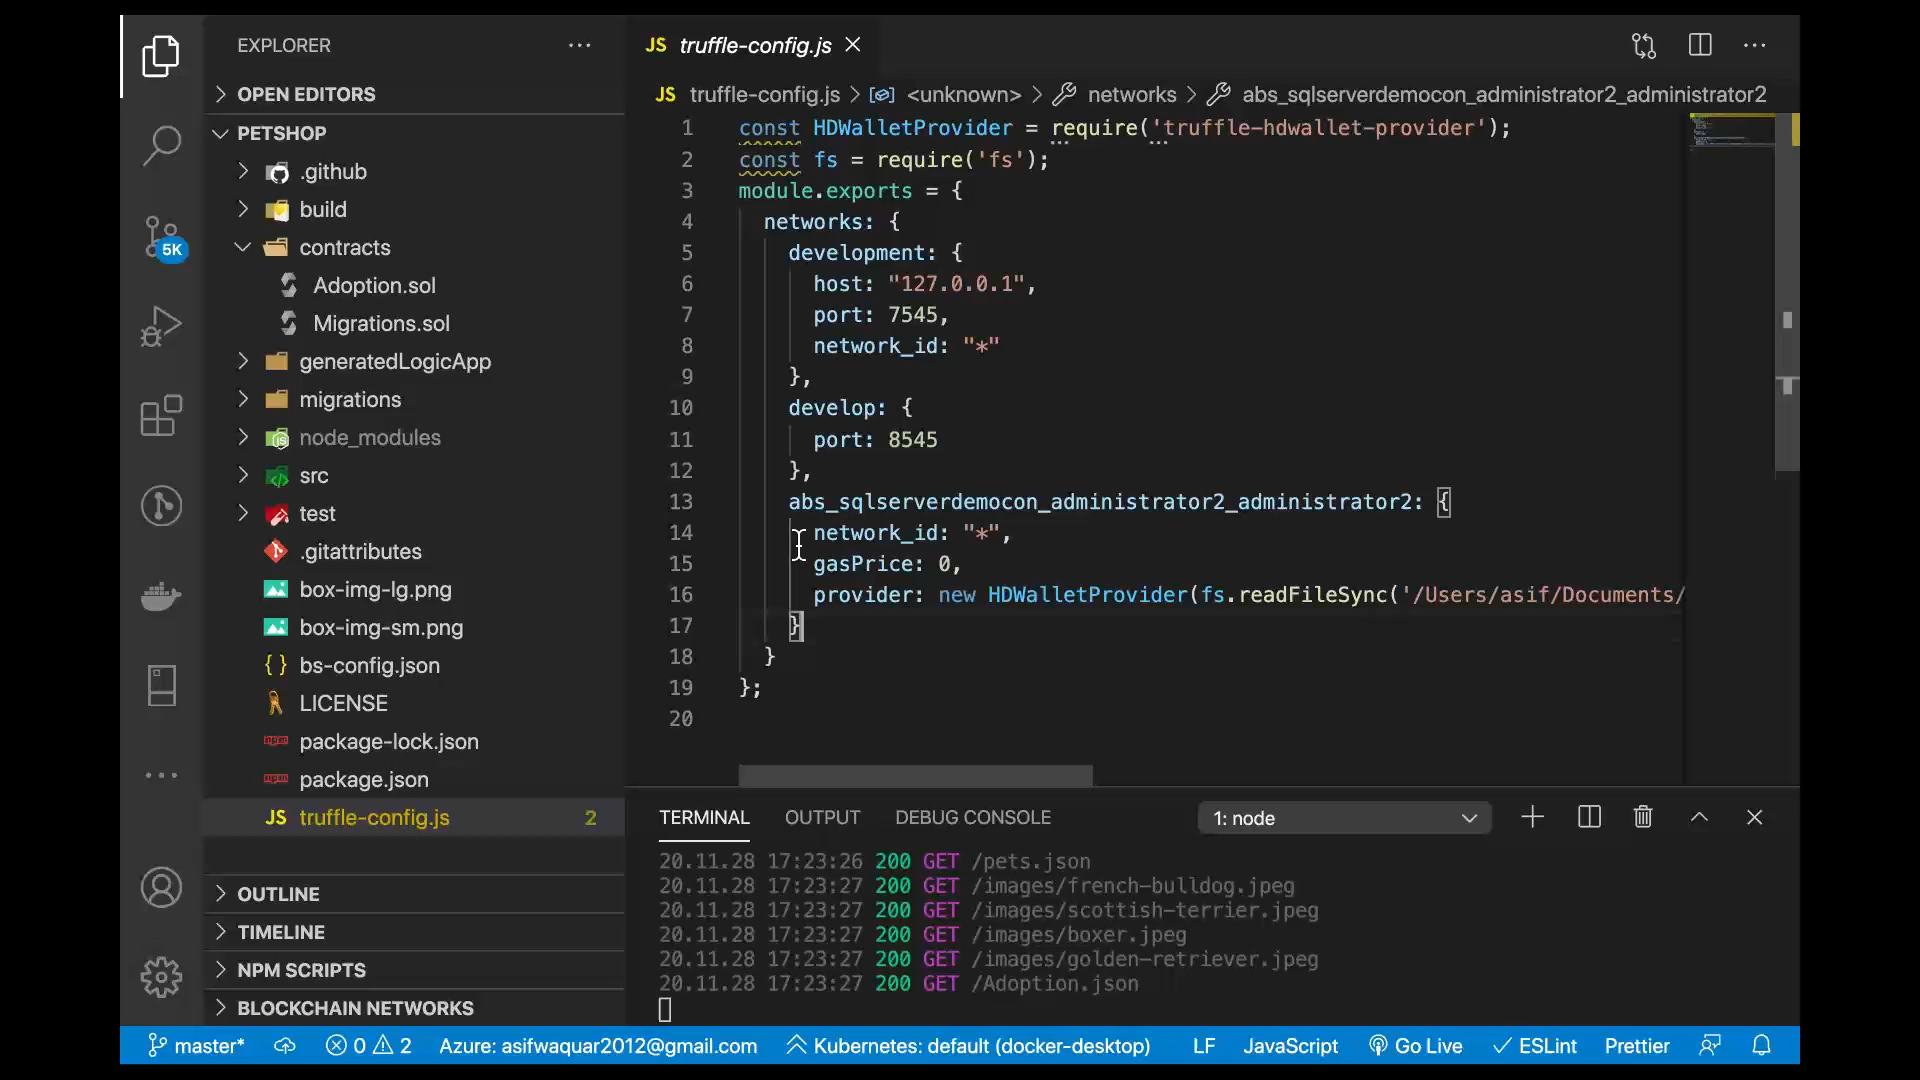 EXPLORER
OPEN EDITORS
PETSHOP
.github
build
contracts
Adoption.sol
Migrations.sol
generatedLogicApp
migrations
node_modules
src
test
.gitattributes
box-img-lg.png
box-img-sm.png
bs-config.json
LICENSE
package-lock.json
package.json
JS truffle-config.js 2
OUTLINE
TIMELINE
NPM SCRIPTS
BLOCKCHAIN NETWORKS
5K
JS truffle-config.js
JS truffle-config.js > <unknown> > networks > abs_sqlserverdemocon_administrator2_administrator2
1 const HDWalletProvider = require('truffle-hdwallet-provider');
2 const fs = require('fs');
3 module.exports = {
4 networks: {
5 development: {
6 host: "127.0.0.1",
7 port: 7545,
8 network_id: "*"
9 },
10 develop: {
11 port: 8545
12 },
13 abs_sqlserverdemocon_administrator2_administrator2: {
14 network_id: "*",
15 gasPrice: 0,
16 provider: new HDWalletProvider(fs.readFileSync('/Users/asif/Documents/
17 }
18 }
19 };
20
TERMINAL OUTPUT DEBUG CONSOLE 1: node
20.11.28 17:23:26 200 GET /pets.json
20.11.28 17:23:27 200 GET /images/french-bulldog.jpeg
20.11.28 17:23:27 200 GET /images/scottish-terrier.jpeg
20.11.28 17:23:27 200 GET /images/boxer.jpeg
20.11.28 17:23:27 200 GET /images/golden-retriever.jpeg
20.11.28 17:23:27 200 GET /Adoption.json
master* 0 2 Azure: asifwaquar2012@gmail.com Kubernetes: default (docker-desktop) LF JavaScript Go Live ESLint Prettier